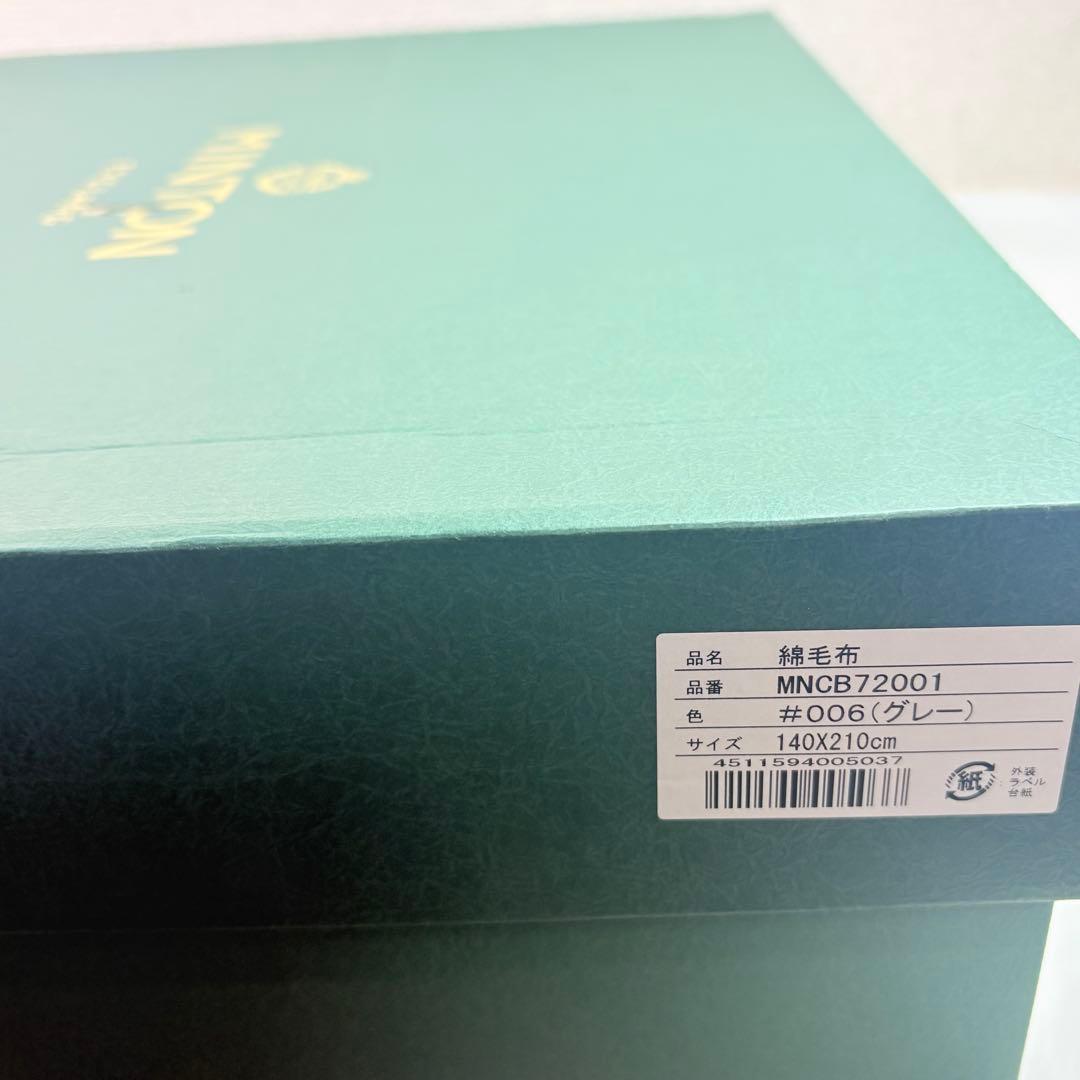 MINTON
品名 綿毛布
品番 MNCB72001
色 #006(グレー)
サイズ 140X210cm
4511594005037
紙
外装
ラベル
台紙